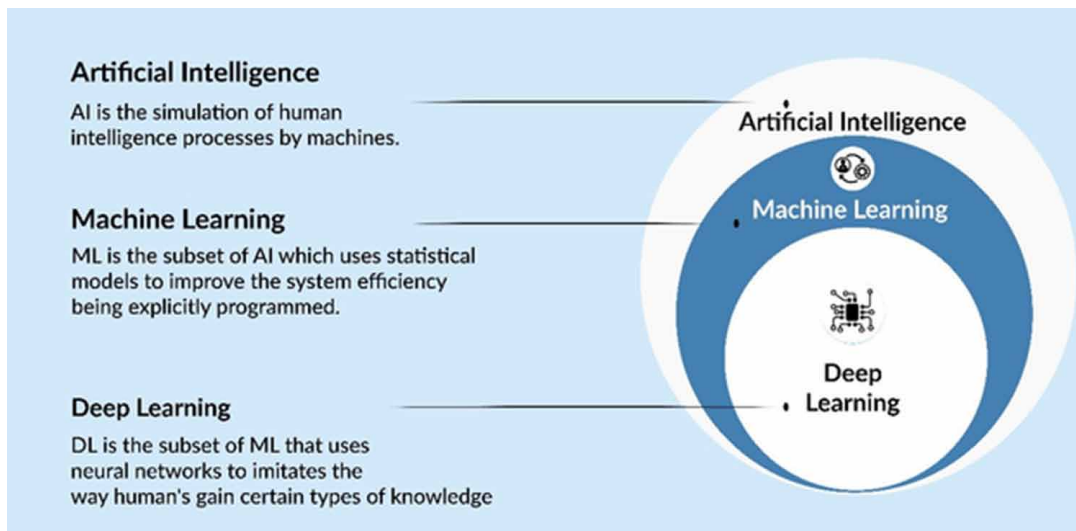 Artificial Intelligence
AI is the simulation of human
intelligence processes by machines.
Machine Learning
ML is the subset of AI which uses statistical
models to improve the system efficiency
being explicitly programmed.
Deep Learning
DL is the subset of ML that uses
neural networks to imitates the
way human's gain certain types of knowledge
Artificial Intelligence
Machine Learning
Deep
Learning